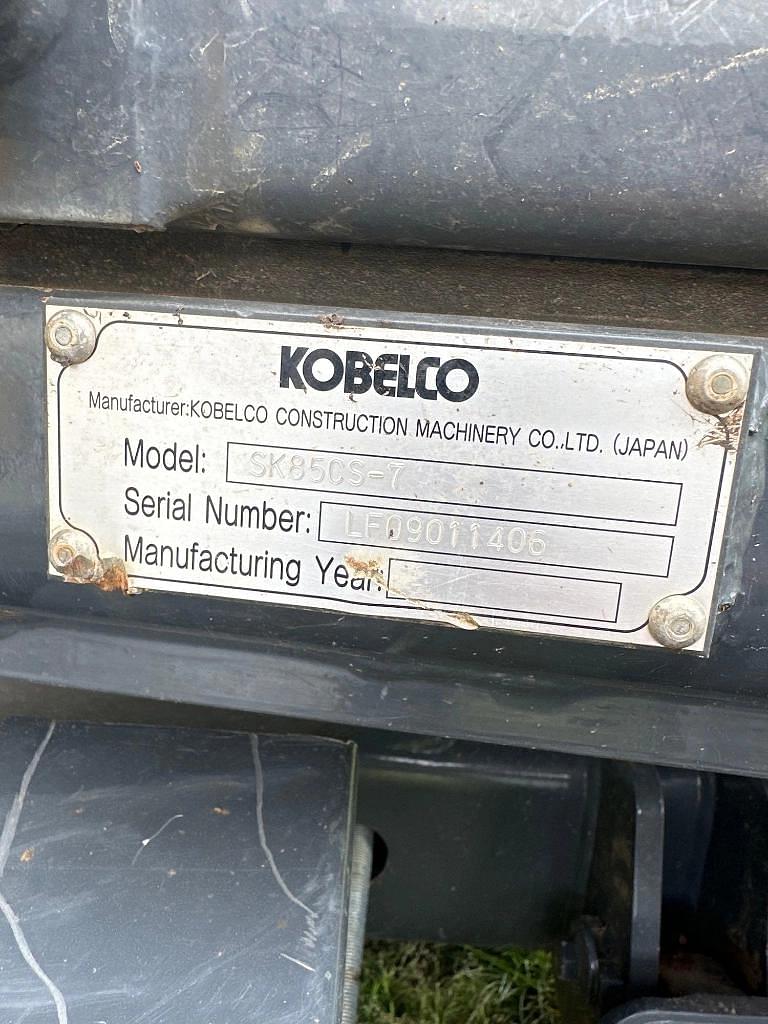 KOBELCO
Manufacturer:KOBELCO CONSTRUCTION MACHINERY CO.,LTD. (JAPAN)
Model: SK85CS-7
Serial Number: LF09011406
Manufacturing Year: